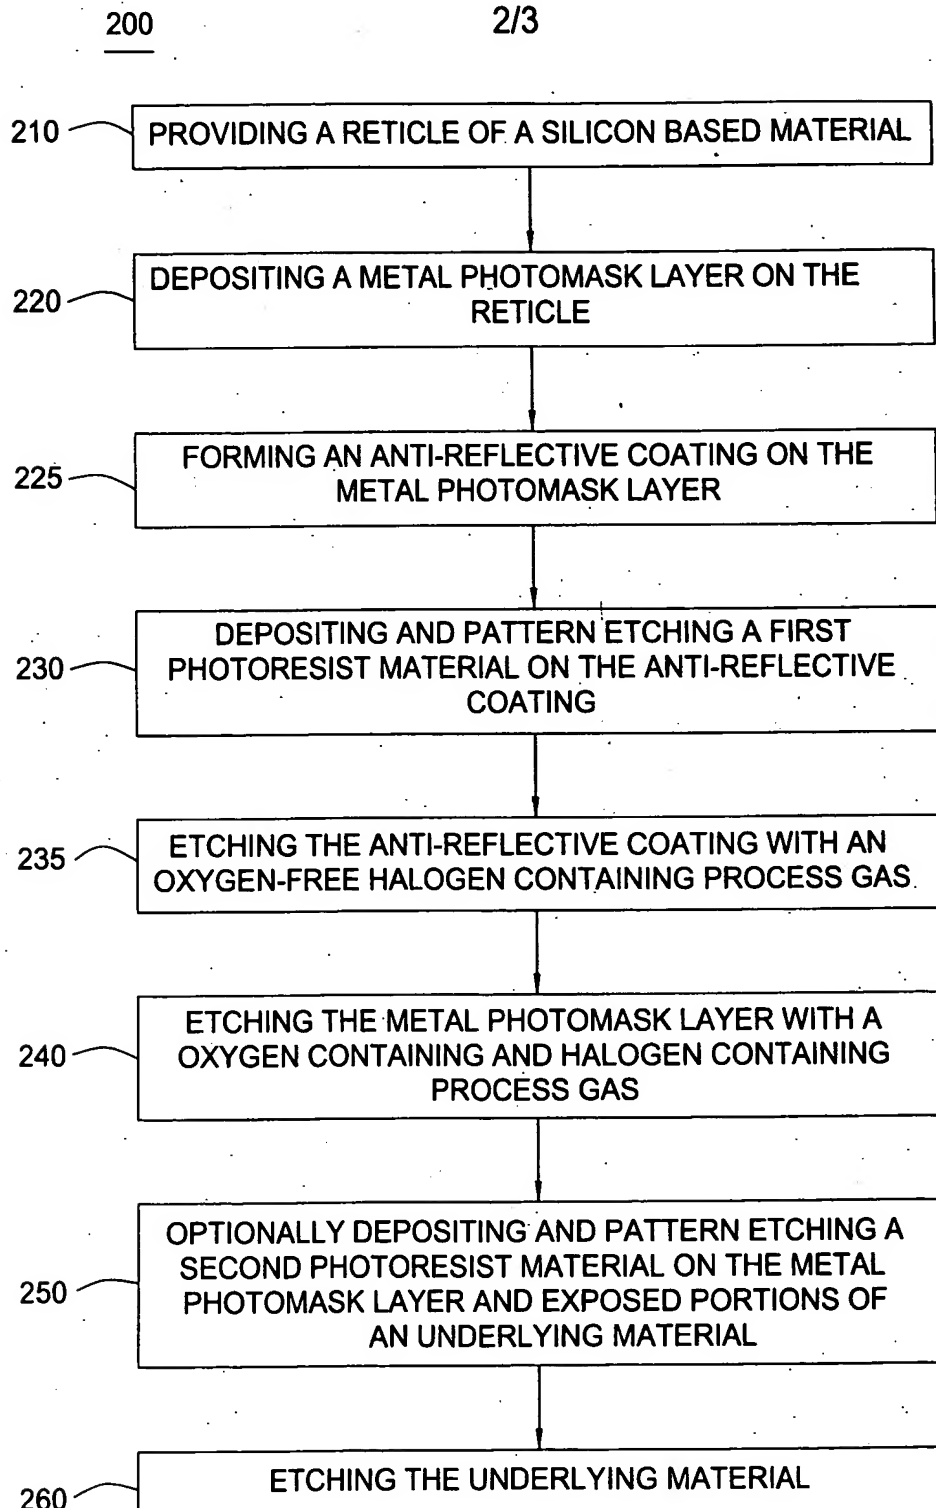 200
2/3
210
PROVIDING A RETICLE OF A SILICON BASED MATERIAL
220
DEPOSITING A METAL PHOTOMASK LAYER ON THE
RETICLE
225
FORMING AN ANTI-REFLECTIVE COATING ON THE
METAL PHOTOMASK LAYER
230
DEPOSITING AND PATTERN ETCHING A FIRST
PHOTORESIST MATERIAL ON THE ANTI-REFLECTIVE
COATING
235
ETCHING THE ANTI-REFLECTIVE COATING WITH AN
OXYGEN-FREE HALOGEN CONTAINING PROCESS GAS
240
ETCHING THE METAL PHOTOMASK LAYER WITH A
OXYGEN CONTAINING AND HALOGEN CONTAINING
PROCESS GAS
250
OPTIONALLY DEPOSITING AND PATTERN ETCHING A
SECOND PHOTORESIST MATERIAL ON THE METAL
PHOTOMASK LAYER AND EXPOSED PORTIONS OF
AN UNDERLYING MATERIAL
260
ETCHING THE UNDERLYING MATERIAL